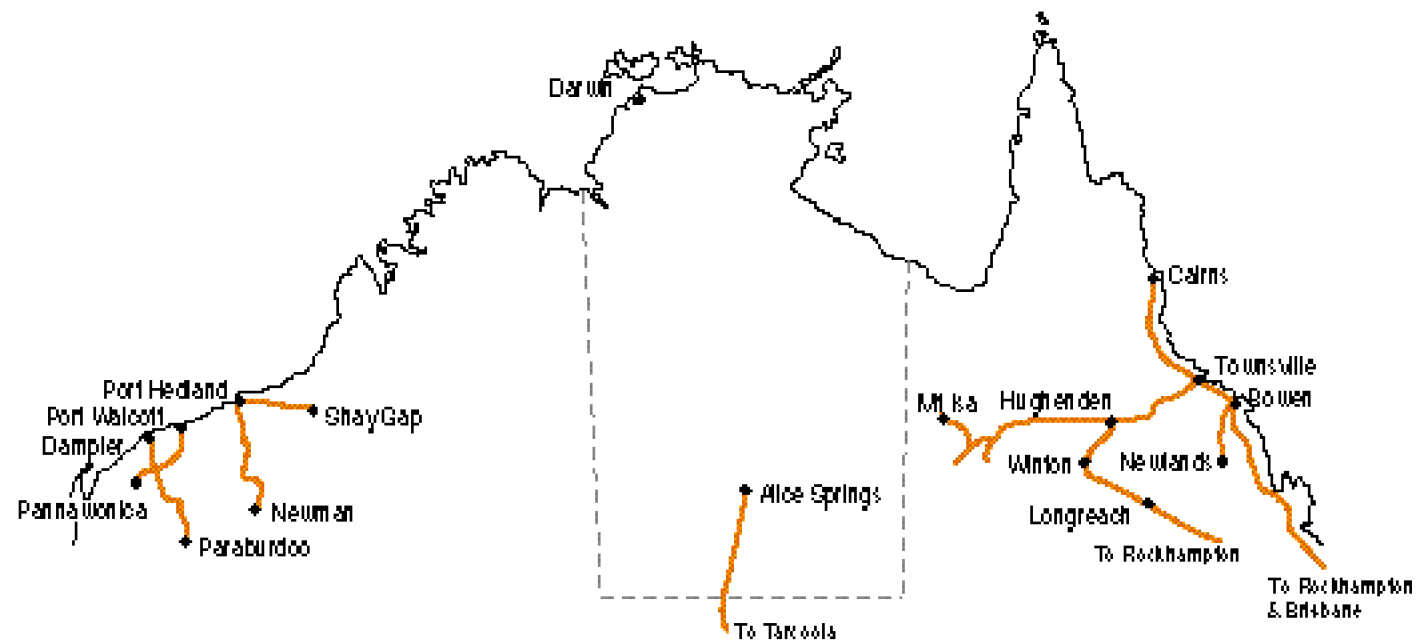 Darwin
Cairns
Port Hedland
Townsville
Port Walcott
Shay Gap
Mt Isa
Hughenden
Bowen
Dampier
Winton
Newlands
Pannawonica
Newman
Alice Springs
Longreach
Paraburdoo
To Rockhampton
To Rockhampton
& Brisbane
To Tarcoola